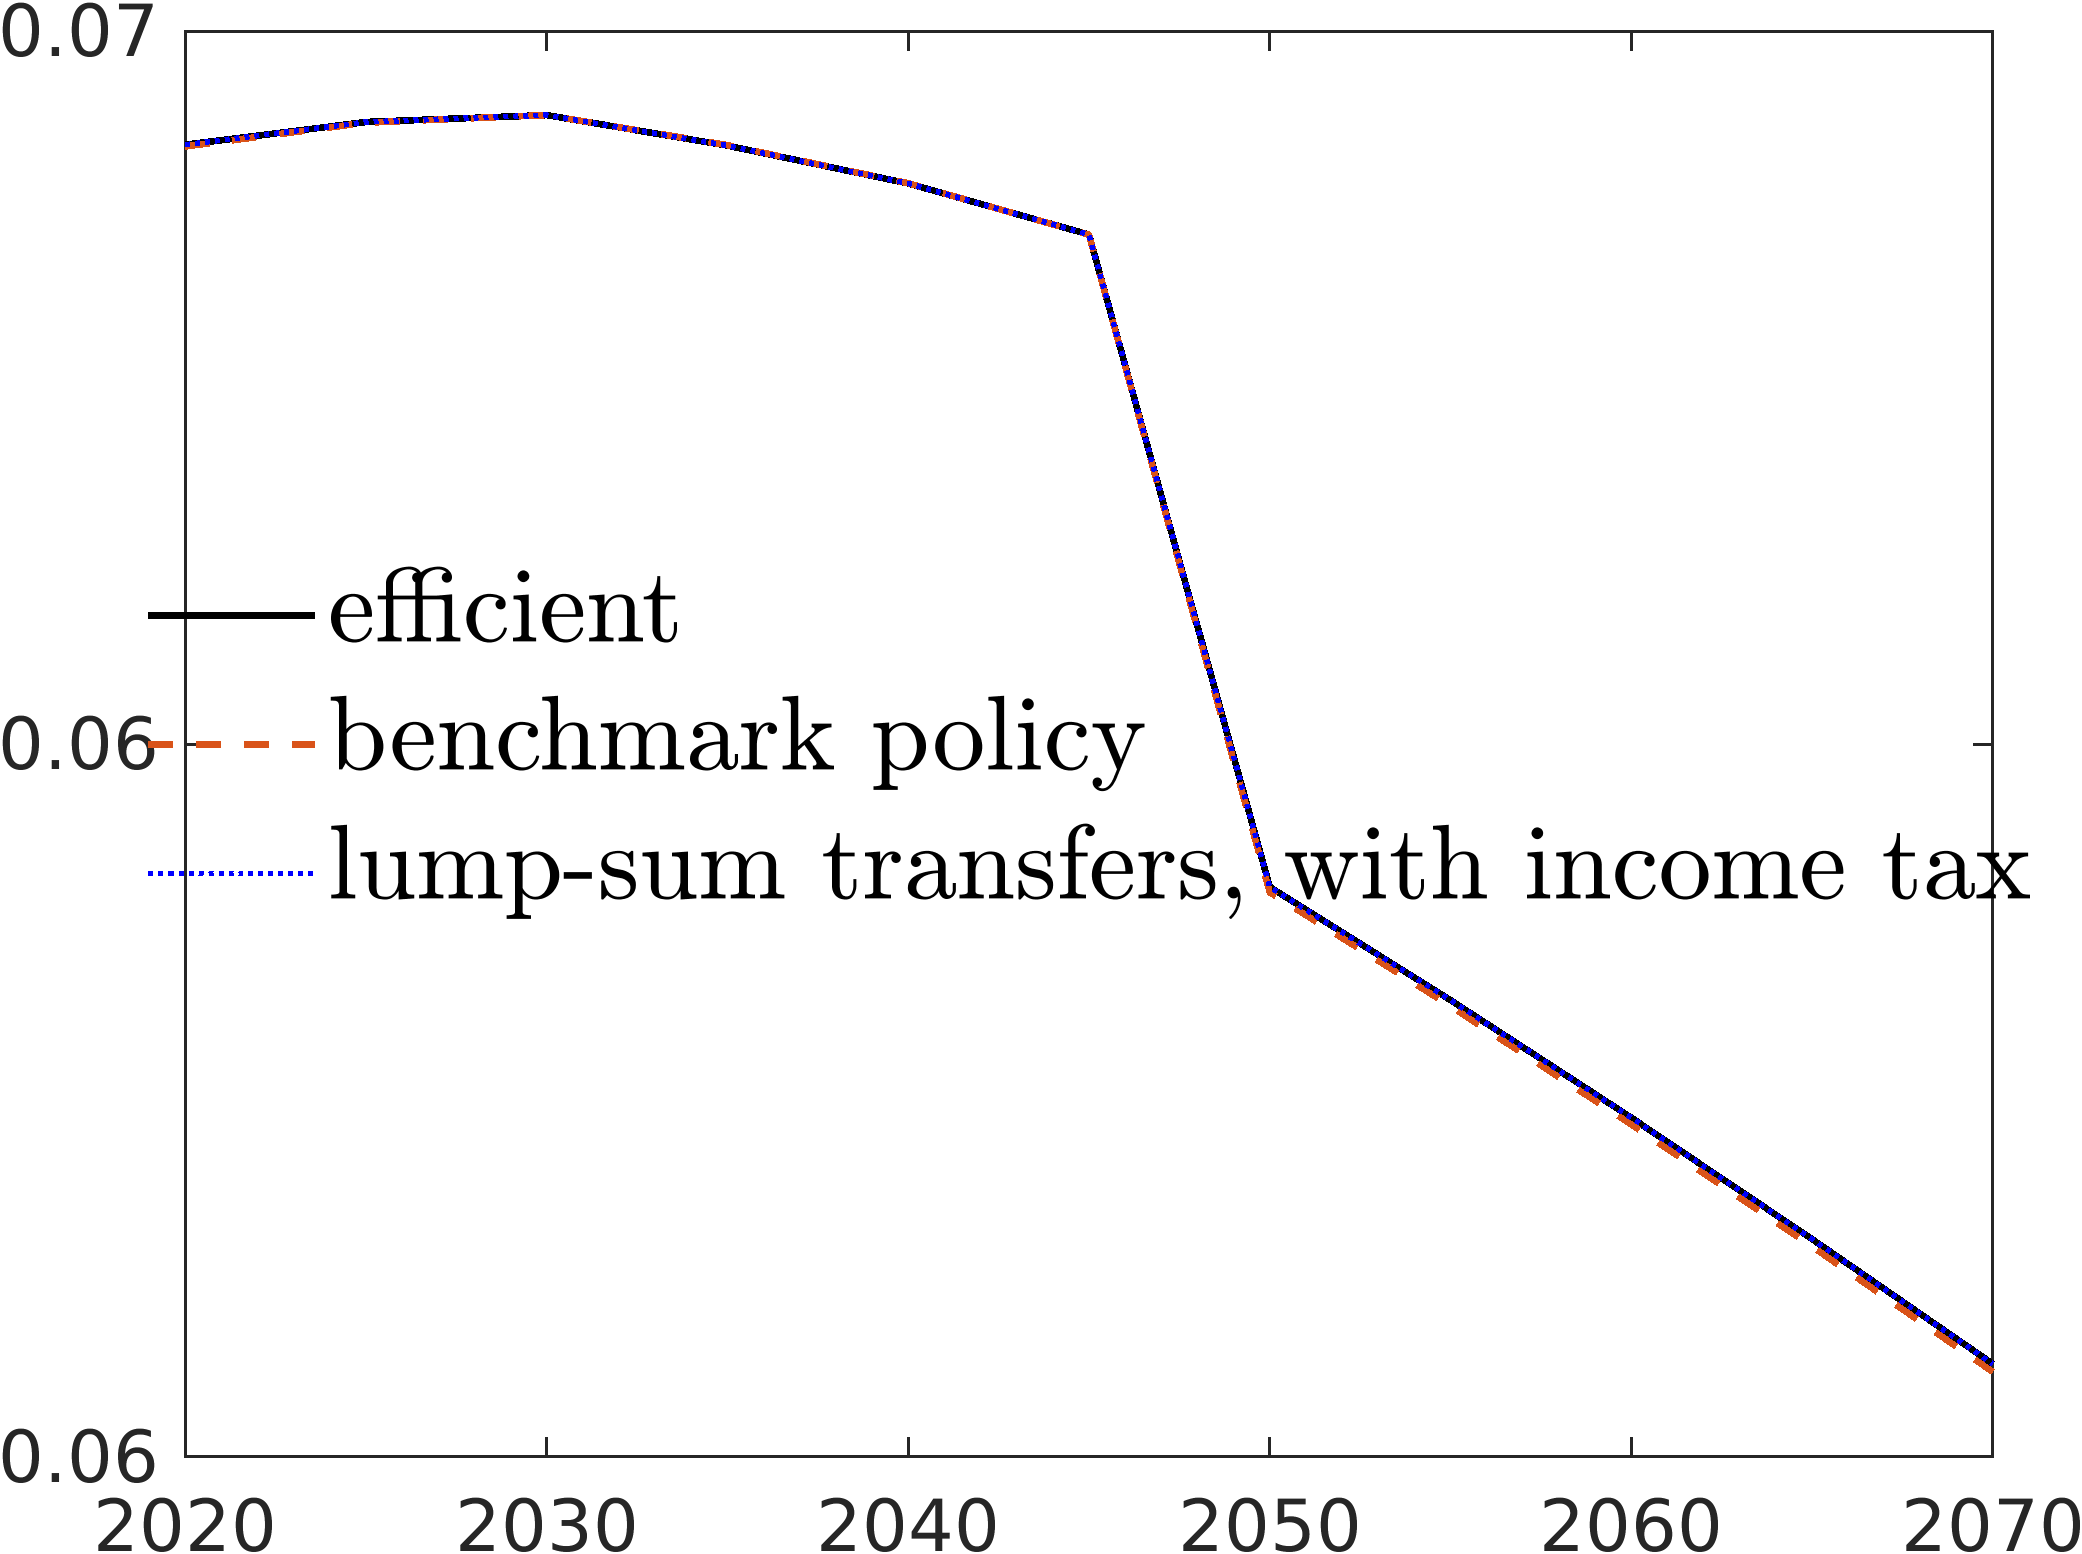 0.07
efficient
0.06
benchmark policy
lump-sum transfers, with income tax
0.06
2020 2030 2040 2050 2060 2070